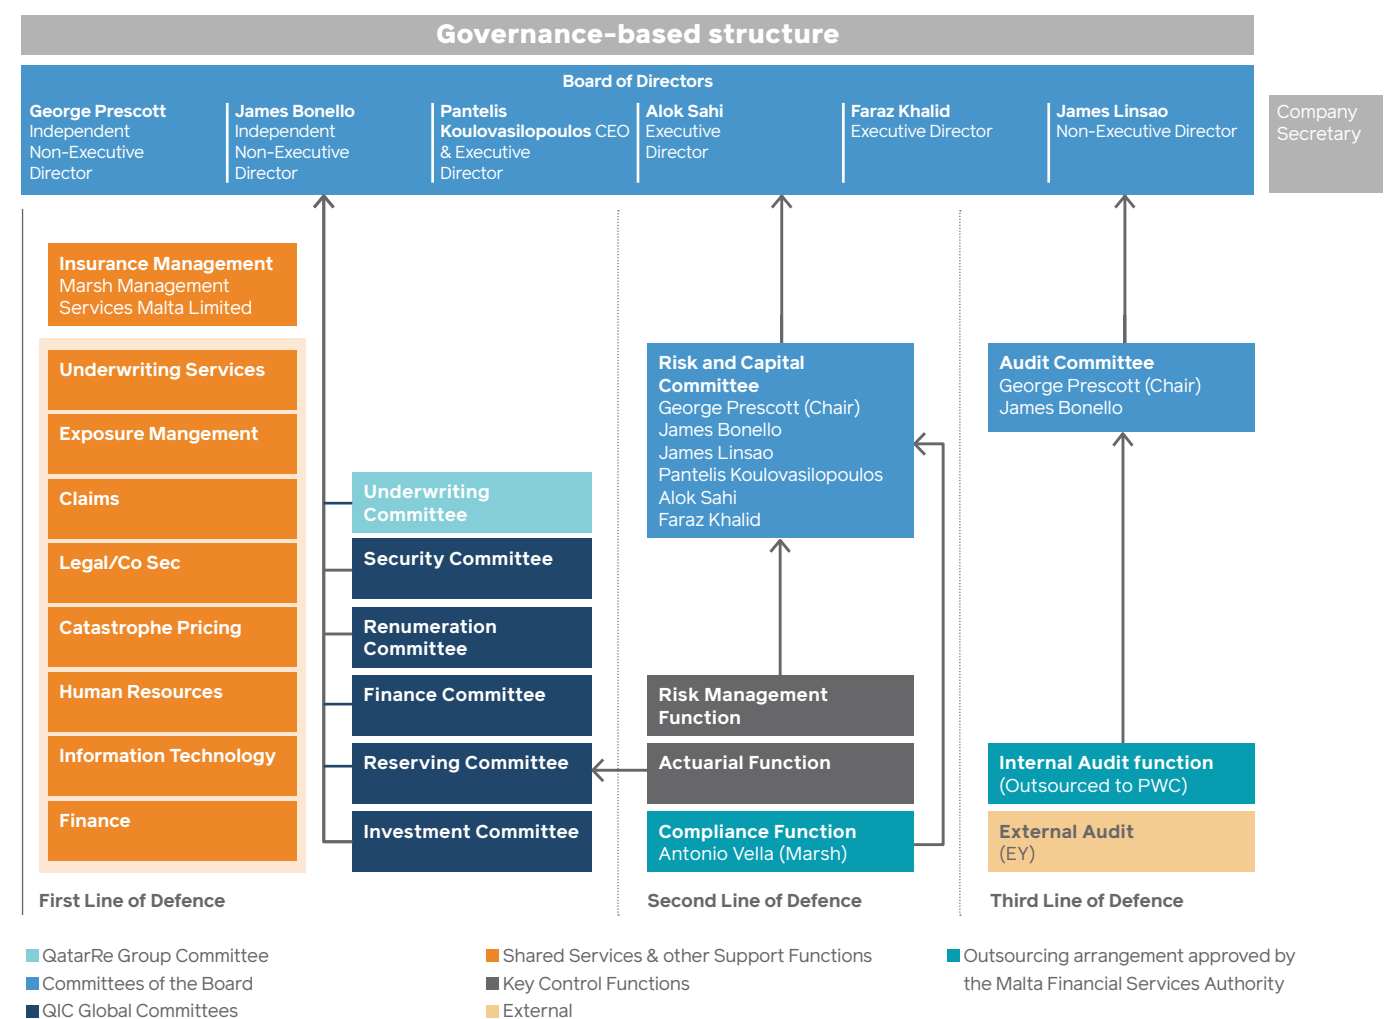 Governance-based structure
Board of Directors
George Prescott
Independent
Non-Executive
Director
James Bonello
Independent
Non-Executive
Director
Pantelis
Koulovasilopoulos CEO
& Executive
Director
Alok Sahi
Executive
Director
Faraz Khalid
Executive Director
James Linsao
Non-Executive Director
Company
Secretary
Insurance Management
Marsh Management
Services Malta Limited
Underwriting Services
Exposure Mangement
Claims
Legal/Co Sec
Catastrophe Pricing
Human Resources
Information Technology
Finance
Underwriting
Committee
Security Committee
Renumeration
Committee
Finance Committee
Reserving Committee
Investment Committee
First Line of Defence
Risk and Capital
Committee
George Prescott (Chair)
James Bonello
James Linsao
Pantelis Koulovasilopoulos
Alok Sahi
Faraz Khalid
Risk Management
Function
Actuarial Function
Compliance Function
Antonio Vella (Marsh)
Second Line of Defence
Audit Committee
George Prescott (Chair)
James Bonello
Internal Audit function
(Outsourced to PWC)
External Audit
(EY)
Third Line of Defence
QatarRe Group Committee
Committees of the Board
QIC Global Committees
Shared Services & other Support Functions
Key Control Functions
External
Outsourcing arrangement approved by
the Malta Financial Services Authority